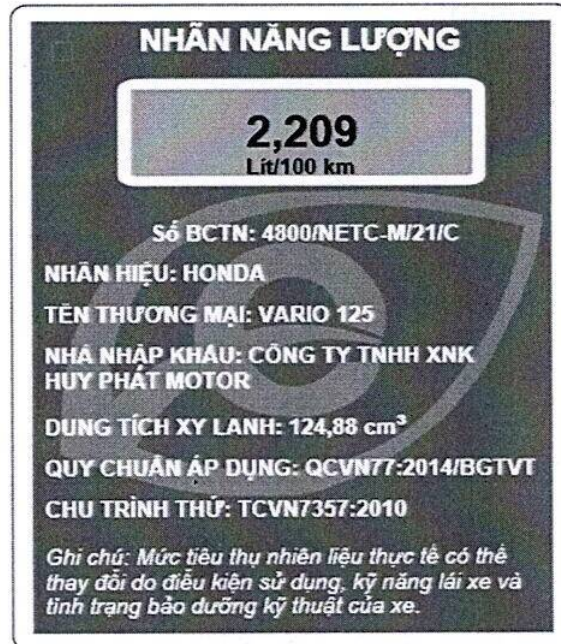 NHÃN NĂNG LƯỢNG
2,209
Lít/100 km
Số BCTN: 4800/NETC-M/21/C
NHÃN HIỆU: HONDA
TÊN THƯƠNG MẠI: VARIO 125
NHÀ NHẬP KHẨU: CÔNG TY TNHH XNK
HUY PHÁT MOTOR
DUNG TÍCH XY LANH: 124,88 cm³
QUY CHUẨN ÁP DỤNG: QCVN77:2014/BGTVT
CHU TRÌNH THỬ: TCVN7357:2010
Ghi chú: Mức tiêu thụ nhiên liệu thực tế có thể
thay đổi do điều kiện sử dụng, kỹ năng lái xe và
tình trạng bảo dưỡng kỹ thuật của xe.